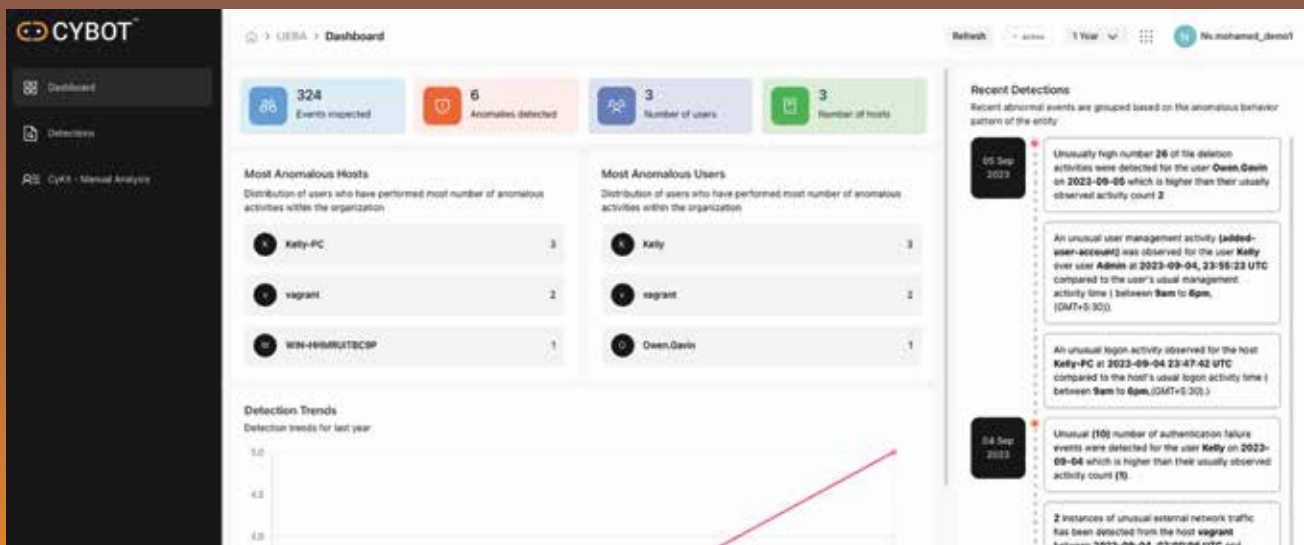 CYBOT
UEBA > Dashboard
Refresh
active
1 Year
N
Ns.mohamed_demo1
Dashboard
Detections
CyKit - Manual Analysis
324
Events inspected
6
Anomalies detected
3
Number of users
3
Number of hosts
Most Anomalous Hosts
Distribution of users who have performed most number of anomalous
activities within the organization
K Kelly-PC 3
v vagrant 2
W WIN-HHMRUITBC9P 1
Most Anomalous Users
Distribution of users who have performed most number of anomalous
activities within the organization
K Kelly 3
v vagrant 2
O Owen.Gavin 1
Detection Trends
Detection trends for last year
5.0
4.5
4.0
Recent Detections
Recent abnormal events are grouped based on the anomalous behavior
pattern of the entity
05 Sep
2023
Unusually high number 26 of file deletion
activities were detected for the user Owen.Gavin
on 2023-09-05 which is higher than their usually
observed activity count 2
An unusual user management activity (added-
user-account) was observed for the user Kelly
over user Admin at 2023-09-04, 23:55:23 UTC
compared to the user's usual management
activity time ( between 9am to 6pm,
(GMT+5:30)).
An unusual logon activity observed for the host
Kelly-PC at 2023-09-04 23:47:42 UTC
compared to the host's usual logon activity time (
between 9am to 6pm,(GMT+5:30).)
04 Sep
2023
Unusual (10) number of authentication failure
events were detected for the user Kelly on 2023-
09-04 which is higher than their usually observed
activity count (1).
2 instances of unusual external network traffic
has been detected from the host vagrant